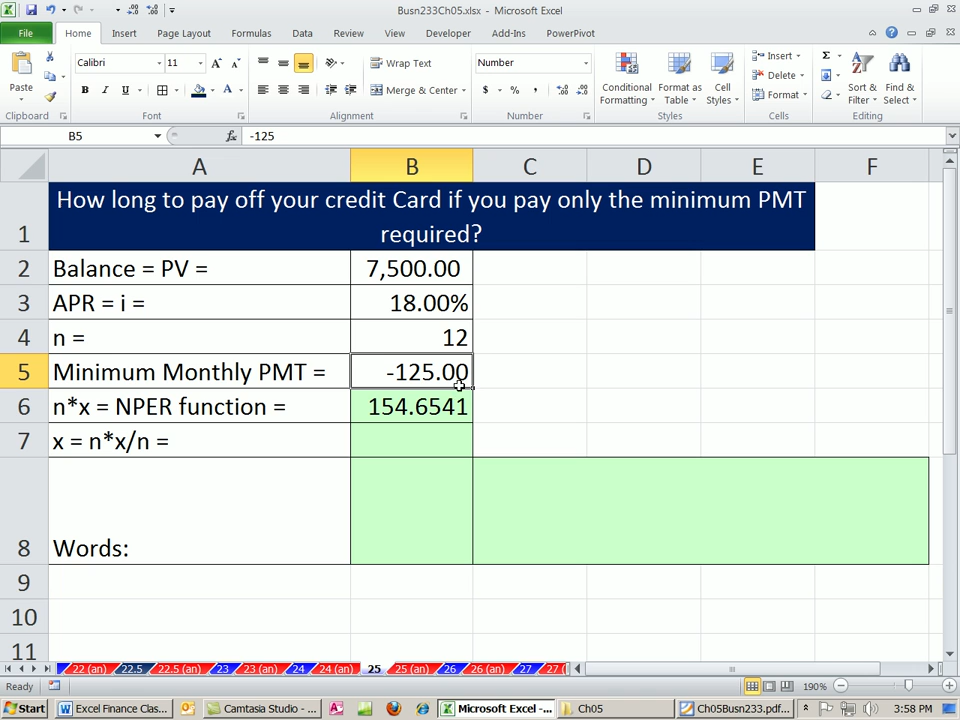 Busn233Ch05.xlsx - Microsoft Excel
File Home Insert Page Layout Formulas Data Review View Developer Add-Ins PowerPivot
Paste
Calibri 11
B I U A
Wrap Text
Merge & Center
Number
$ % ,
Conditional Formatting
Format as Table
Cell Styles
Insert
Delete
Format
Σ
Sort & Filter
Find & Select
Clipboard Font Alignment Number Styles Cells Editing
B5 fx -125
A B C D E F
1 How long to pay off your credit Card if you pay only the minimum PMT
required?
2 Balance = PV = 7,500.00
3 APR = i = 18.00%
4 n = 12
5 Minimum Monthly PMT = -125.00
6 n*x = NPER function = 154.6541
7 x = n*x/n =
8 Words:
9
10
11
22 (an) 22.5 22.5 (an) 23 23 (an) 24 24 (an) 25 25 (an) 26 26 (an) 27 27 (
Ready 190%
Start Excel Finance Clas... Camtasia Studio - ... Microsoft Excel -... Ch05 Ch05Busn233.pdf... 3:58 PM